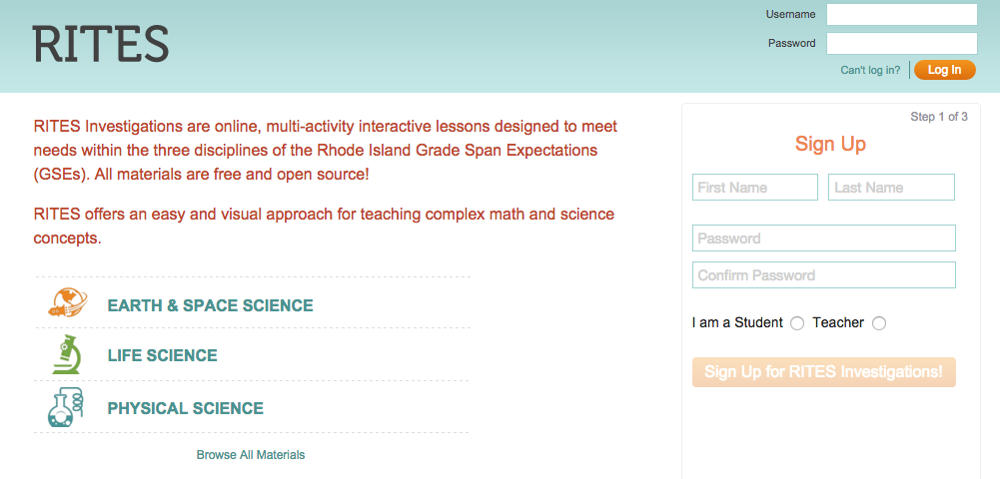 RITES
Username
Password
Can't log in?
Log In
RITES Investigations are online, multi-activity interactive lessons designed to meet
needs within the three disciplines of the Rhode Island Grade Span Expectations
(GSEs). All materials are free and open source!
RITES offers an easy and visual approach for teaching complex math and science
concepts.
EARTH & SPACE SCIENCE
LIFE SCIENCE
PHYSICAL SCIENCE
Browse All Materials
Step 1 of 3
Sign Up
First Name Last Name
Password
Confirm Password
I am a Student Teacher
Sign Up for RITES Investigations!